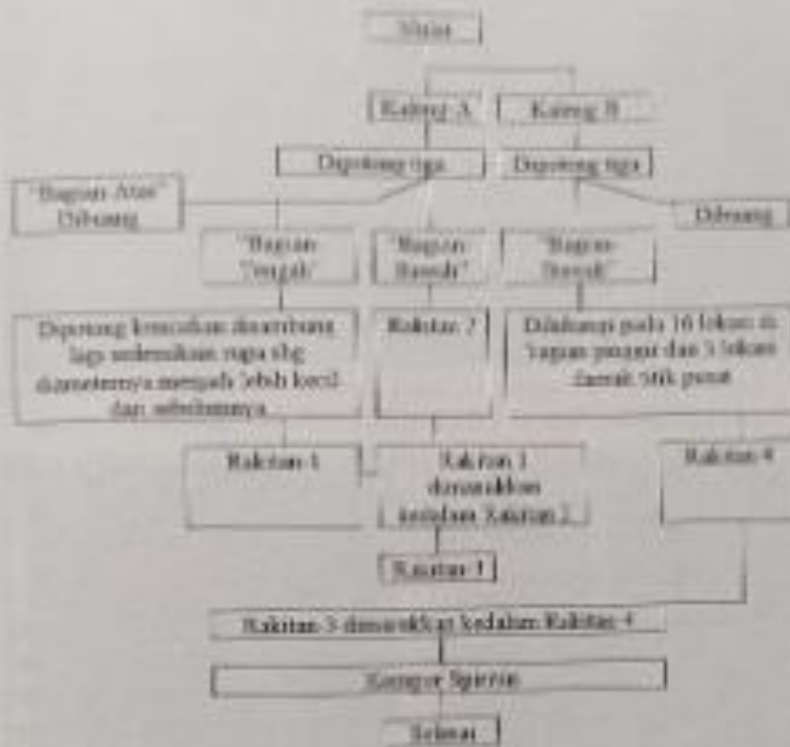 Mulai
Kaleng A
Kaleng B
Dipotong tiga
Dipotong tiga
"Bagian Atas"
Dibuang
Dibuang
"Bagian
Tengah"
"Bagian
Bawah"
"Bagian
Bawah"
Dipotong kemudian disambung
lagi sedemikian rupa shg
diameternya menjadi lebih kecil
dari sebelumnya
Rakitan 2
Dilubangi pada 16 lokasi di
bagian pinggir dan 5 lokasi
titik pusat
Rakitan 1
Rakitan 1
dimasukkan
kedalam Rakitan 2
Rakitan 4
Rakitan 3
Rakitan 3 dimasukkan kedalam Rakitan 4
Kompor
Selesai